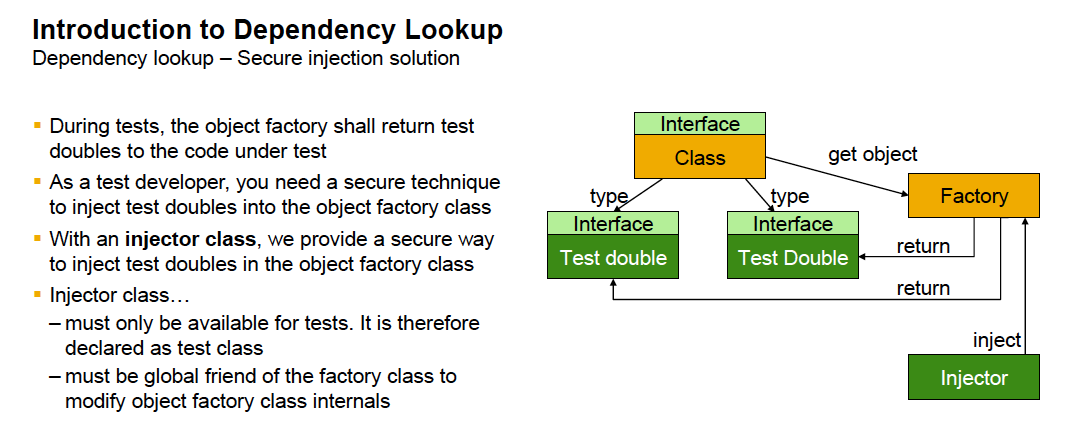 Introduction to Dependency Lookup
Dependency lookup – Secure injection solution
▪ During tests, the object factory shall return test
doubles to the code under test
▪ As a test developer, you need a secure technique
to inject test doubles into the object factory class
▪ With an injector class, we provide a secure way
to inject test doubles in the object factory class
▪ Injector class…
– must only be available for tests. It is therefore
declared as test class
– must be global friend of the factory class to
modify object factory class internals
Interface
Class
get object
Factory
type
type
Interface
Test double
Interface
Test Double
return
return
inject
Injector